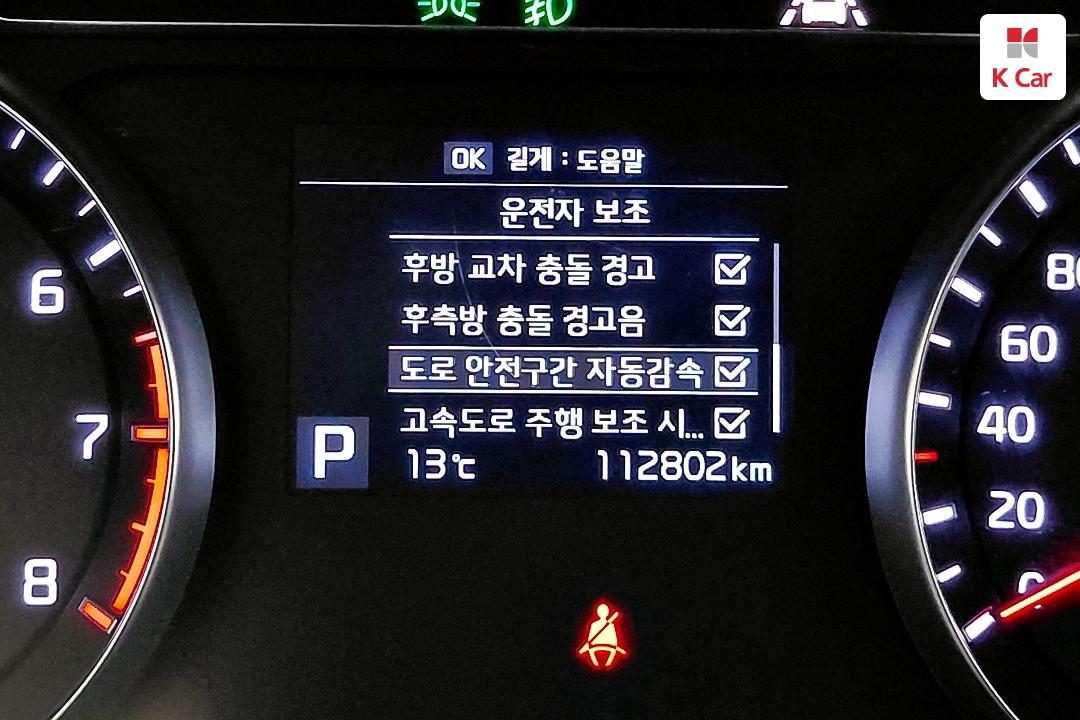 K Car
OK 길게 : 도움말
운전자 보조
후방 교차 충돌 경고
후측방 충돌 경고음
도로 안전구간 자동감속
고속도로 주행 보조 시...
P
13℃ 112802km
6
7
8
80
60
40
20
0